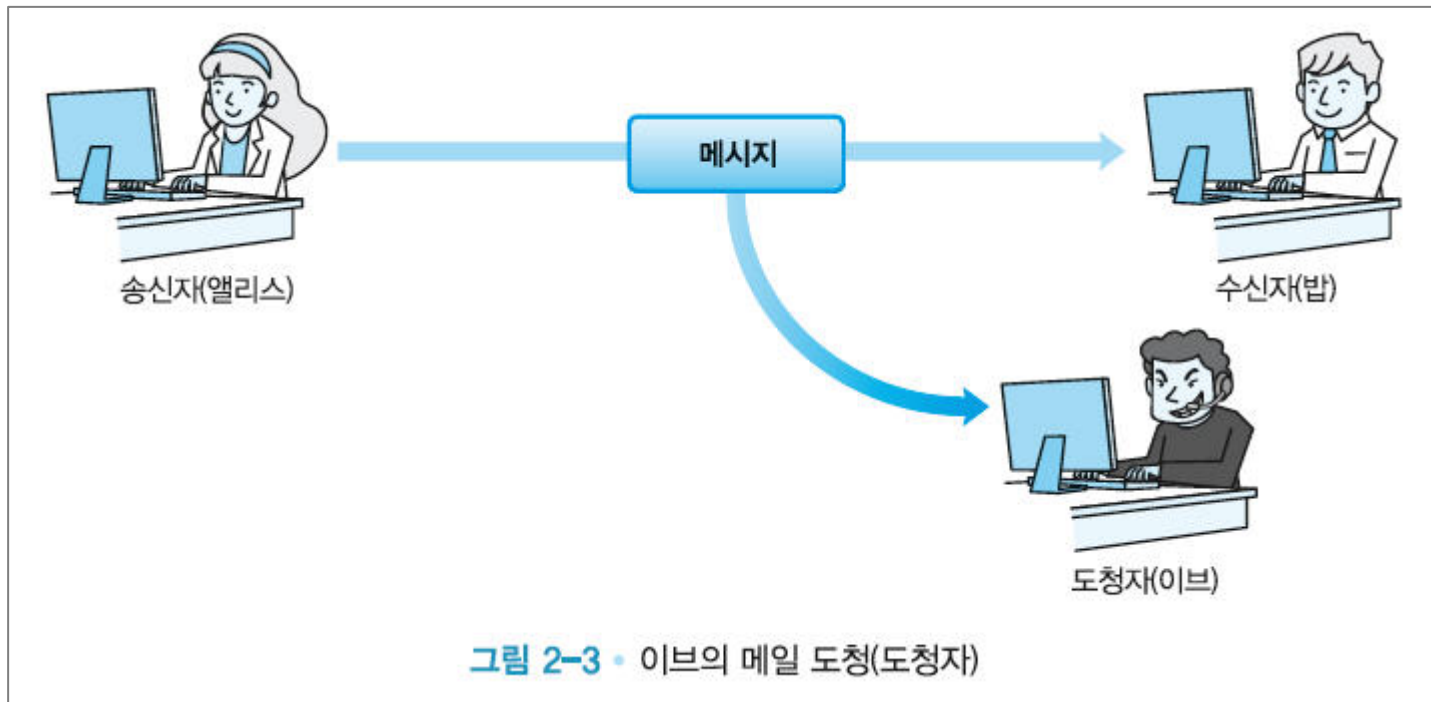 메시지
송신자(앨리스)
수신자(밥)
도청자(이브)
그림 2-3 • 이브의 메일 도청(도청자)